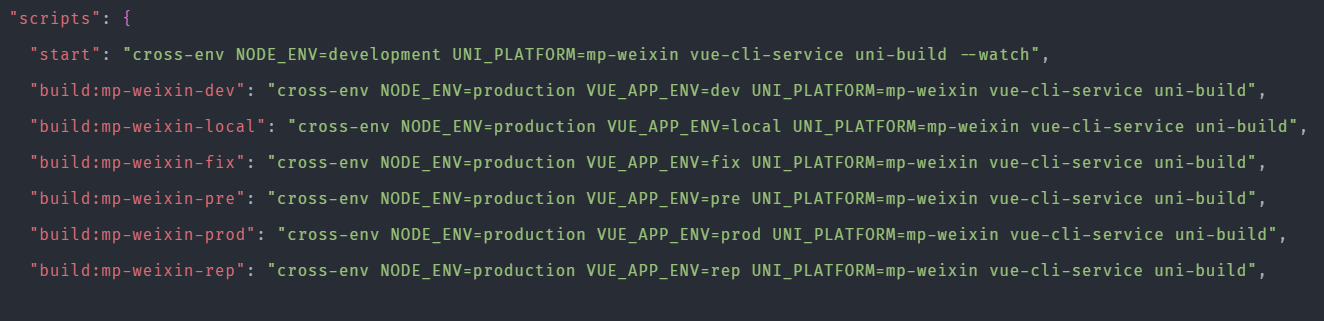 "scripts": {
"start": "cross-env NODE_ENV=development UNI_PLATFORM=mp-weixin vue-cli-service uni-build --watch",
"build:mp-weixin-dev": "cross-env NODE_ENV=production VUE_APP_ENV=dev UNI_PLATFORM=mp-weixin vue-cli-service uni-build",
"build:mp-weixin-local": "cross-env NODE_ENV=production VUE_APP_ENV=local UNI_PLATFORM=mp-weixin vue-cli-service uni-build",
"build:mp-weixin-fix": "cross-env NODE_ENV=production VUE_APP_ENV=fix UNI_PLATFORM=mp-weixin vue-cli-service uni-build",
"build:mp-weixin-pre": "cross-env NODE_ENV=production VUE_APP_ENV=pre UNI_PLATFORM=mp-weixin vue-cli-service uni-build",
"build:mp-weixin-prod": "cross-env NODE_ENV=production VUE_APP_ENV=prod UNI_PLATFORM=mp-weixin vue-cli-service uni-build",
"build:mp-weixin-rep": "cross-env NODE_ENV=production VUE_APP_ENV=rep UNI_PLATFORM=mp-weixin vue-cli-service uni-build",